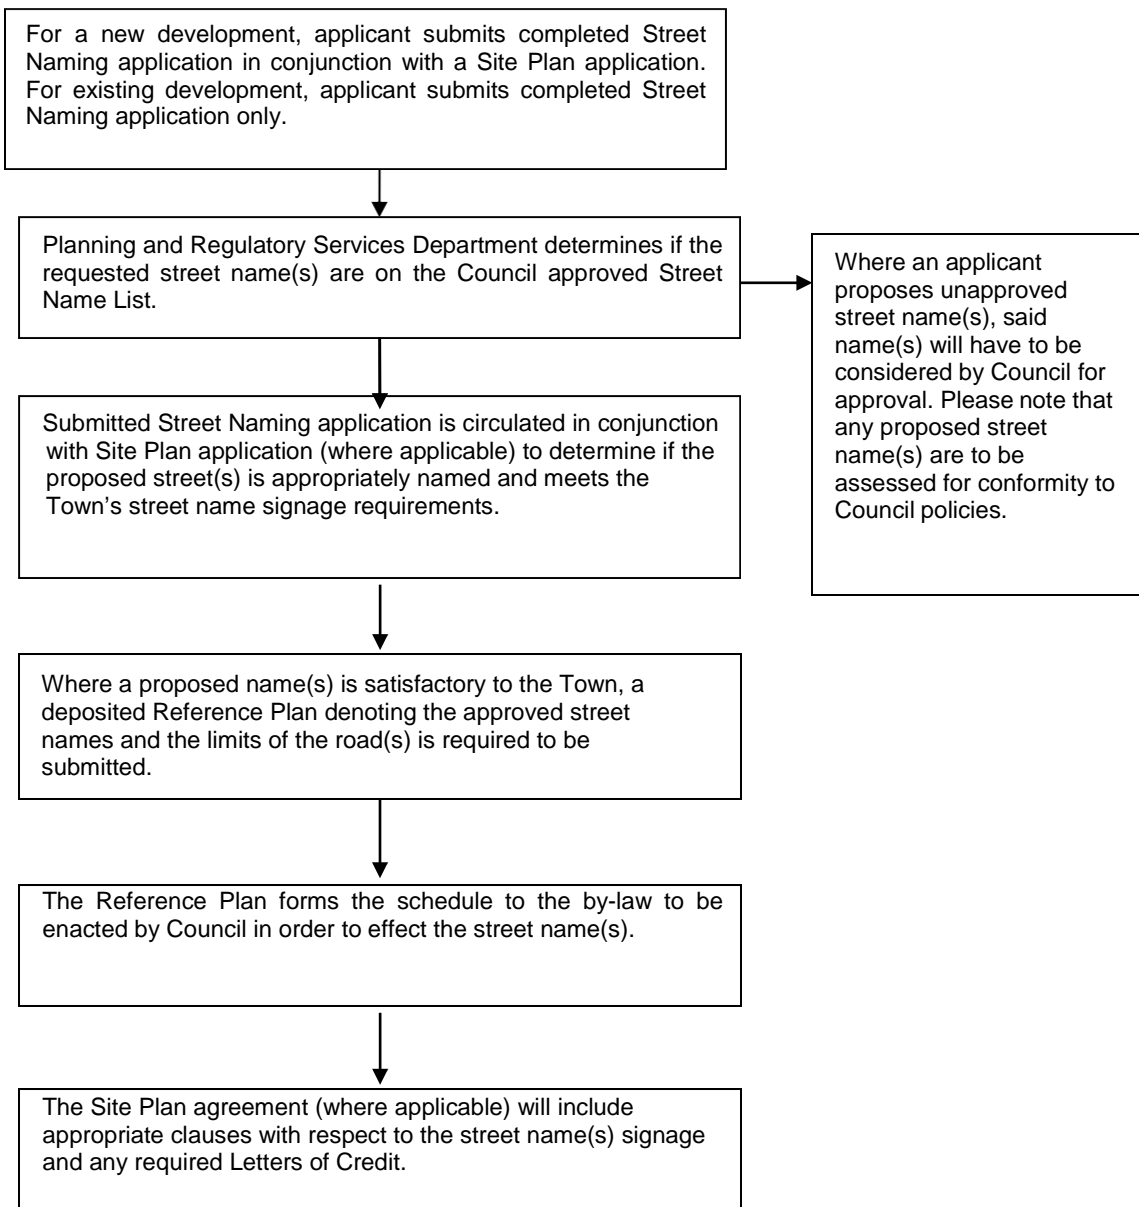 For a new development, applicant submits completed Street
Naming application in conjunction with a Site Plan application.
For existing development, applicant submits completed Street
Naming application only.
Planning and Regulatory Services Department determines if the
requested street name(s) are on the Council approved Street
Name List.
Where an applicant
proposes unapproved
street name(s), said
name(s) will have to be
considered by Council for
approval. Please note that
any proposed street
name(s) are to be
assessed for conformity to
Council policies.
Submitted Street Naming application is circulated in conjunction
with Site Plan application (where applicable) to determine if the
proposed street(s) is appropriately named and meets the
Town's street name signage requirements.
Where a proposed name(s) is satisfactory to the Town, a
deposited Reference Plan denoting the approved street
names and the limits of the road(s) is required to be
submitted.
The Reference Plan forms the schedule to the by-law to be
enacted by Council in order to effect the street name(s).
The Site Plan agreement (where applicable) will include
appropriate clauses with respect to the street name(s) signage
and any required Letters of Credit.